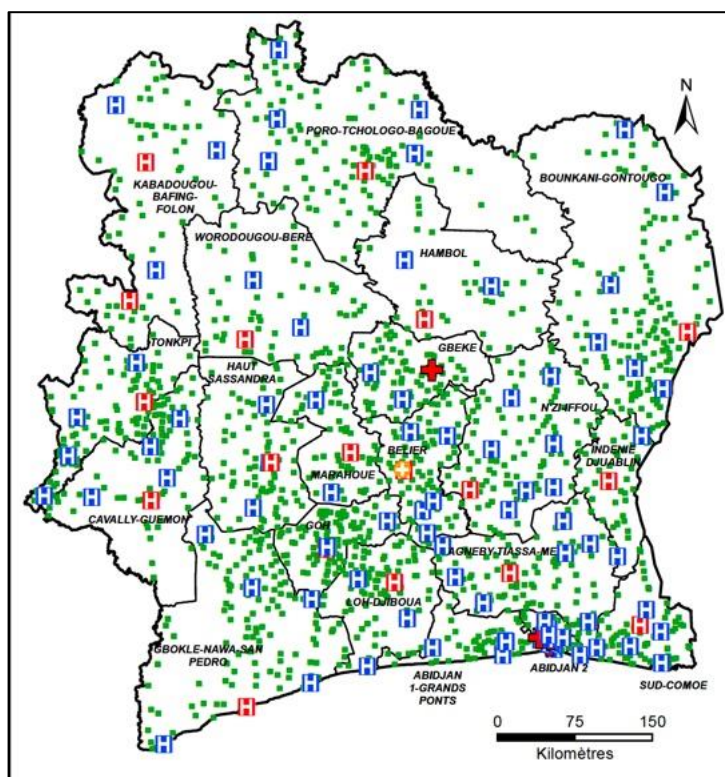 N
PORO-TCHOLOGO-BAGOUE
BOUNKANI-GONTOUGO
KABADOUGOU-
BAFING-
FOLON
WORODOUGOU-BERE
HAMBOL
TONKPI
GBEKE
HAUT
SASSANDRA
N'ZI-IFFOU
BELIER
INDENIE
DJUABLIN
MARAHOUE
CAVALLY-GUEMON
GOH
AGNEBY-TIASSA-ME
LOH-DJIBOUA
GBOKLE-NAWA-SAN
PEDRO
ABIDJAN
1-GRANDS
PONTS
ABIDJAN 2
SUD-COMOE
0 75 150
Kilomètres